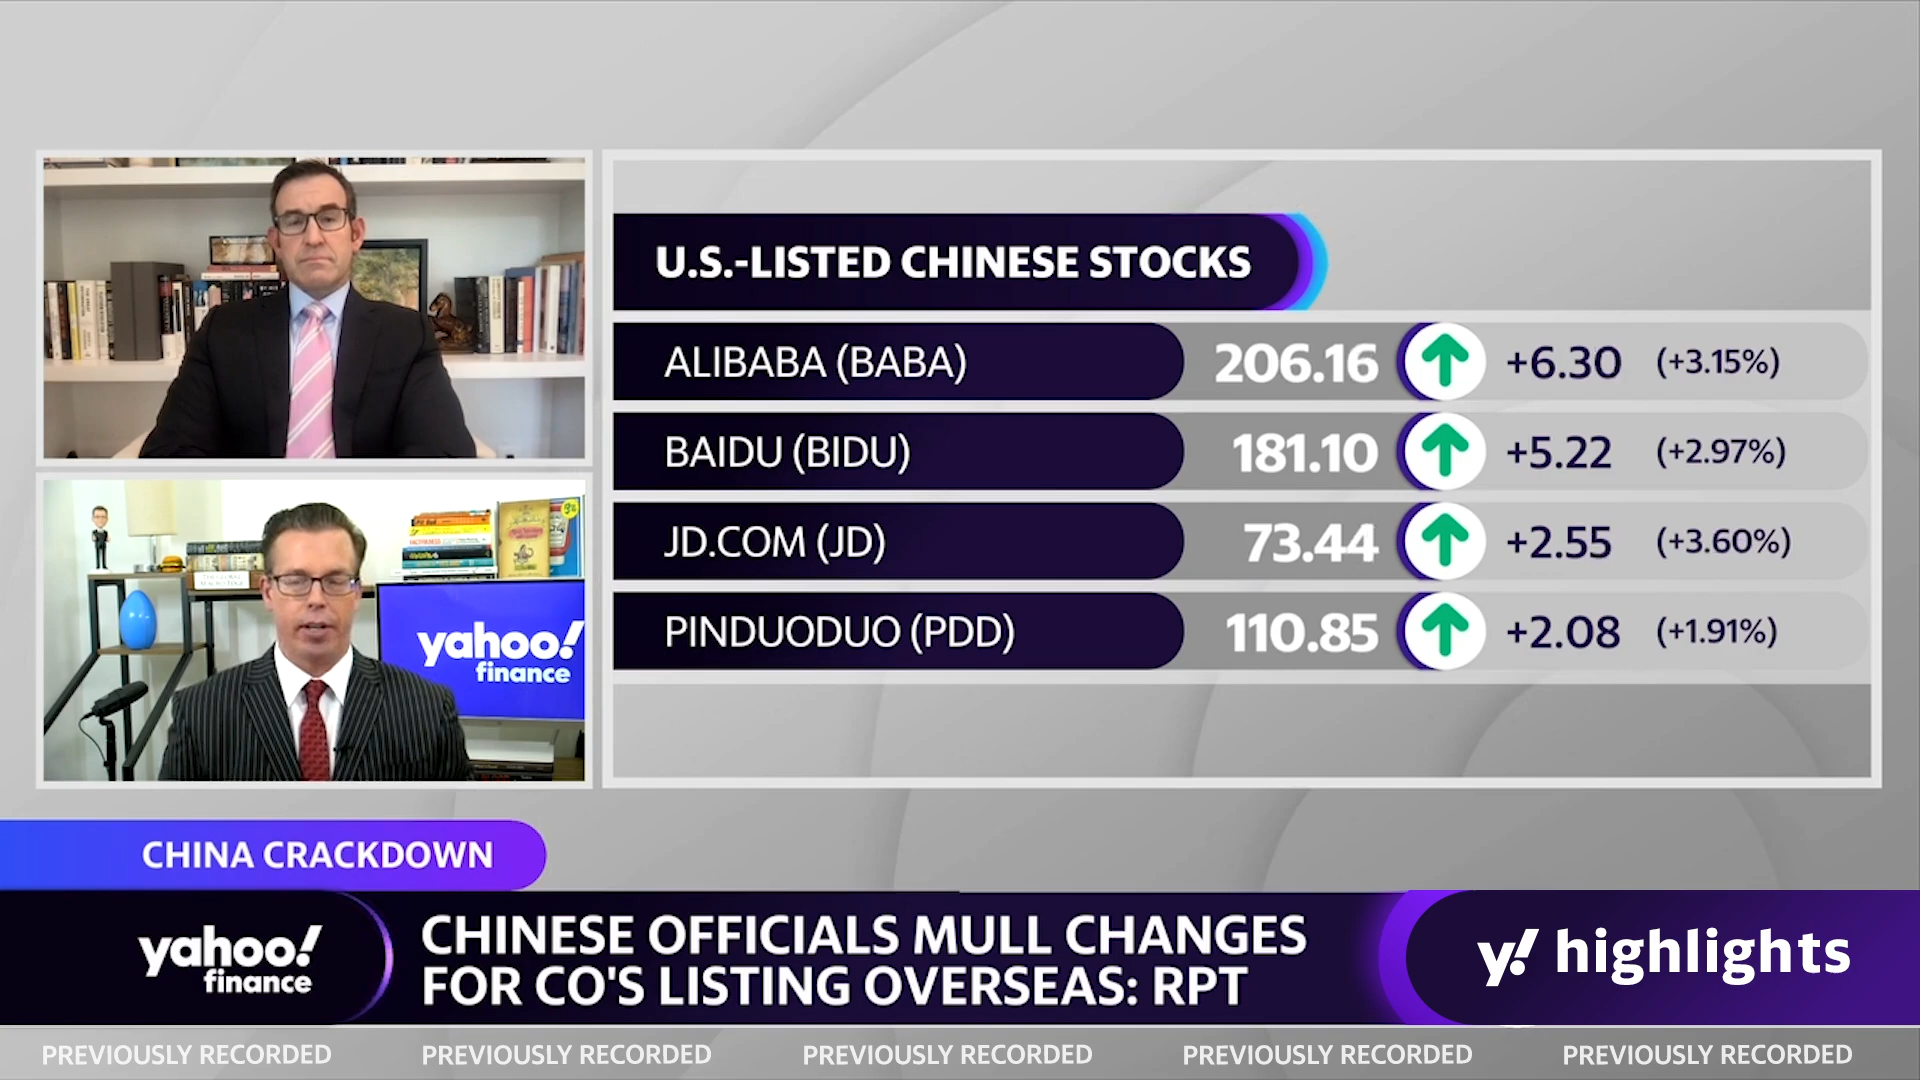 U.S.-LISTED CHINESE STOCKS
ALIBABA (BABA) 206.16 +6.30 (+3.15%)
BAIDU (BIDU) 181.10 +5.22 (+2.97%)
JD.COM (JD) 73.44 +2.55 (+3.60%)
PINDUODUO (PDD) 110.85 +2.08 (+1.91%)
yahoo!
finance
CHINA CRACKDOWN
yahoo!
finance
CHINESE OFFICIALS MULL CHANGES
FOR CO'S LISTING OVERSEAS: RPT
y! highlights
PREVIOUSLY RECORDED PREVIOUSLY RECORDED PREVIOUSLY RECORDED PREVIOUSLY RECORDED PREVIOUSLY RECORDED